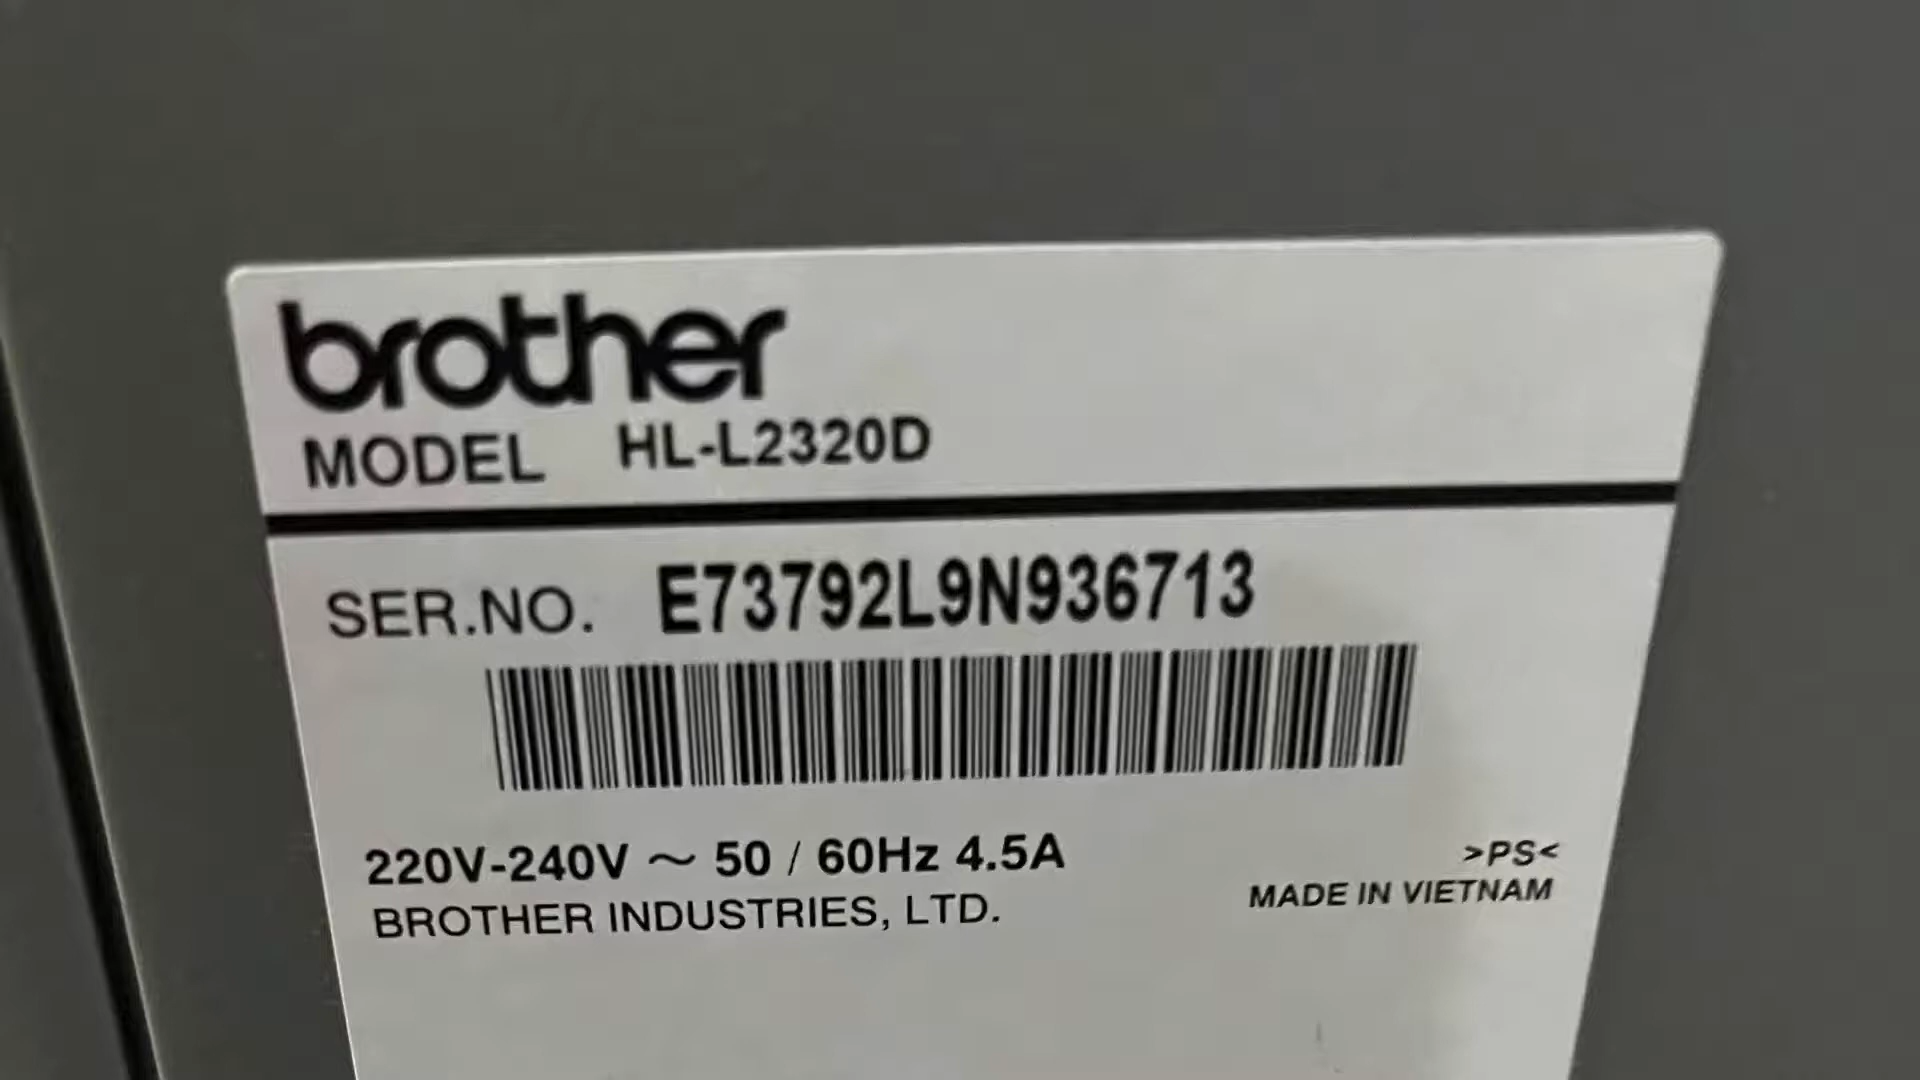 brother
MODEL HL-L2320D
SER.NO. E73792L9N936713
220V-240V ~ 50 / 60Hz 4.5A
>PS<
BROTHER INDUSTRIES, LTD.
MADE IN VIETNAM